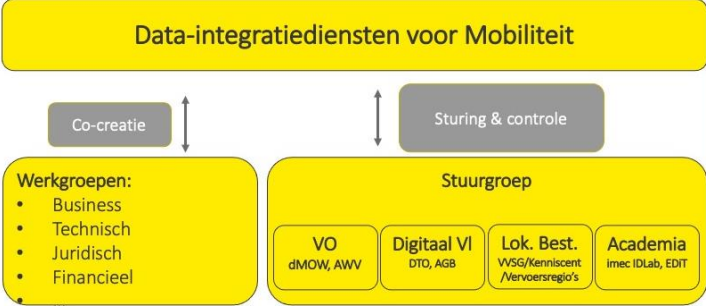 Data-integratiediensten voor Mobiliteit
Co-creatie
Sturing & controle
Werkgroepen:
• Business
• Technisch
• Juridisch
• Financieel
• ...
Stuurgroep
VO
dMOW, AWV
Digitaal Vl
DTO, AGB
Lok. Best.
VVSG/Kenniscent
/Vervoersregio's
Academia
imec IDLab, EDiT